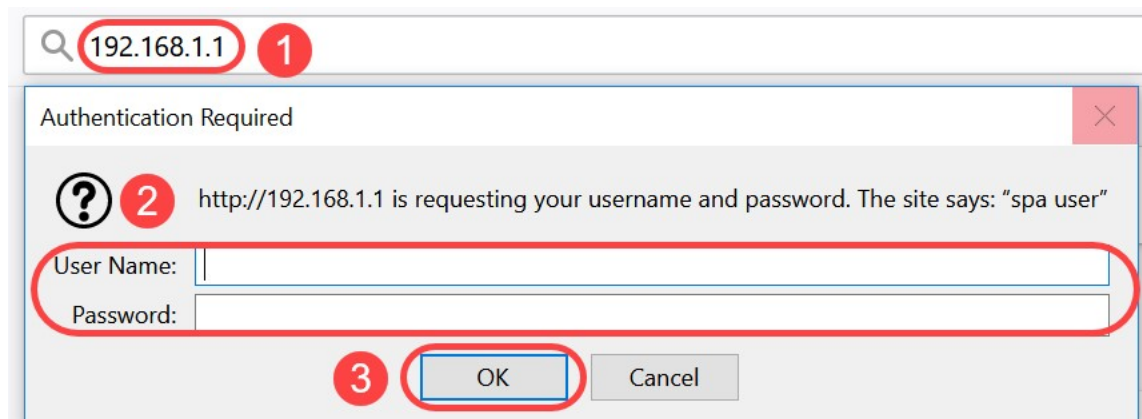 192.168.1.1 1
Authentication Required
? 2 http://192.168.1.1 is requesting your username and password. The site says: “spa user”
User Name:
Password:
3 OK Cancel